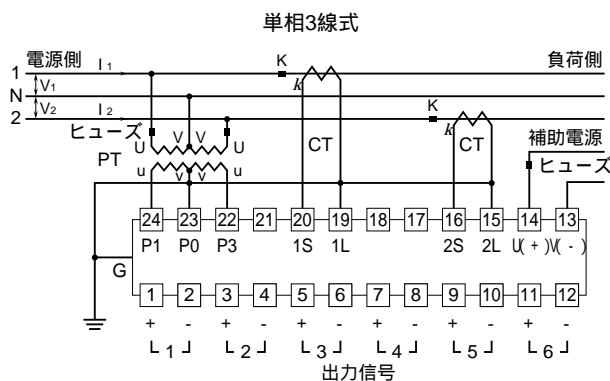 単相3線式
電源側 I1 K 負荷側
1
V1 k
N
V2 I2 K
2 k
ヒューズ V V CT CT 補助電源
U U ヒューズ
PT
u v v u
24 23 22 21 20 19 18 17 16 15 14 13
P1 P0 P3 1S 1L 2S 2L U(+) V(-)
G
1 2 3 4 5 6 7 8 9 10 11 12
+ - + - + - + - + - + -
1 2 3 4 5 6
出力信号